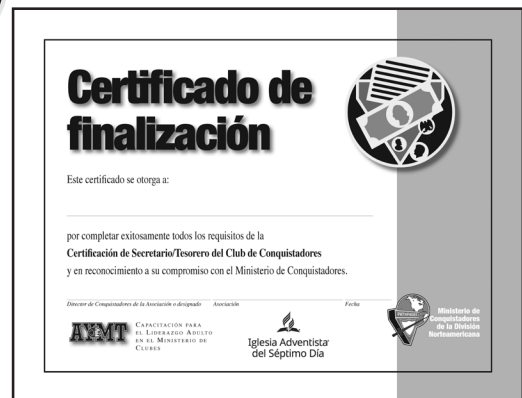 Certificado de
finalización
Este certificado se otorga a:
por completar exitosamente todos los requisitos de la
Certificación de Secretario/Tesorero del Club de Conquistadores
y en reconocimiento a su compromiso con el Ministerio de Conquistadores.
Director de Conquistadores de la Asociación o designado Asociación Fecha
CAPACITACIÓN PARA
EL LIDERAZGO ADULTO
EN EL MINISTERIO DE
CLUBES
Iglesia Adventista
del Séptimo Día
Ministerio de
Conquistadores
de la División
Norteamericana